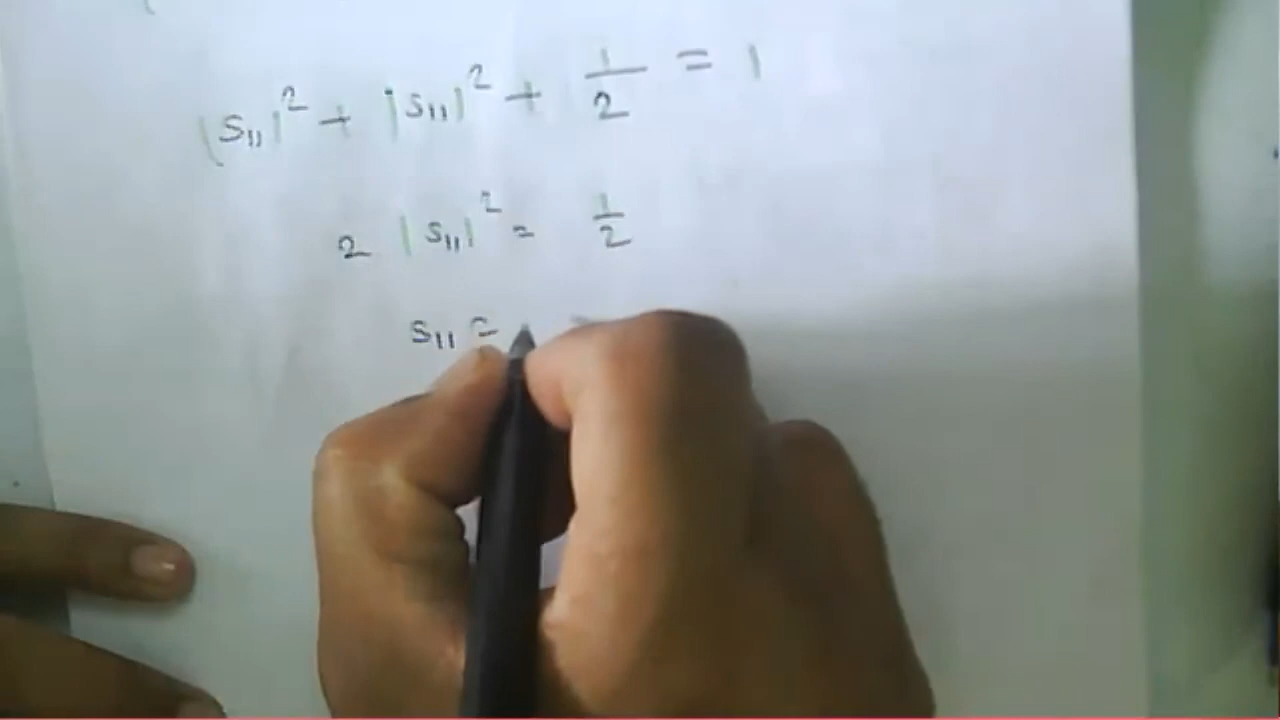 |S₁₁|² + |S₁₁|² + 1/2 = 1
2 |S₁₁|² = 1/2
S₁₁ =